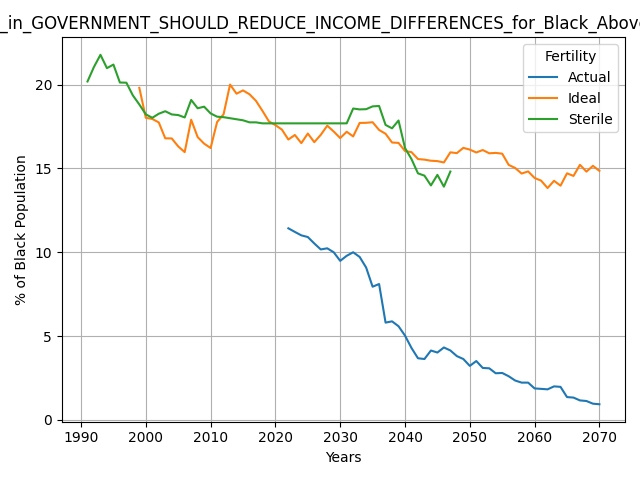 _in_GOVERNMENT_SHOULD_REDUCE_INCOME_DIFFERENCES_for_Black_Above
Fertility
Actual
Ideal
Sterile
% of Black Population
20
15
10
5
0
1990 2000 2010 2020 2030 2040 2050 2060 2070
Years